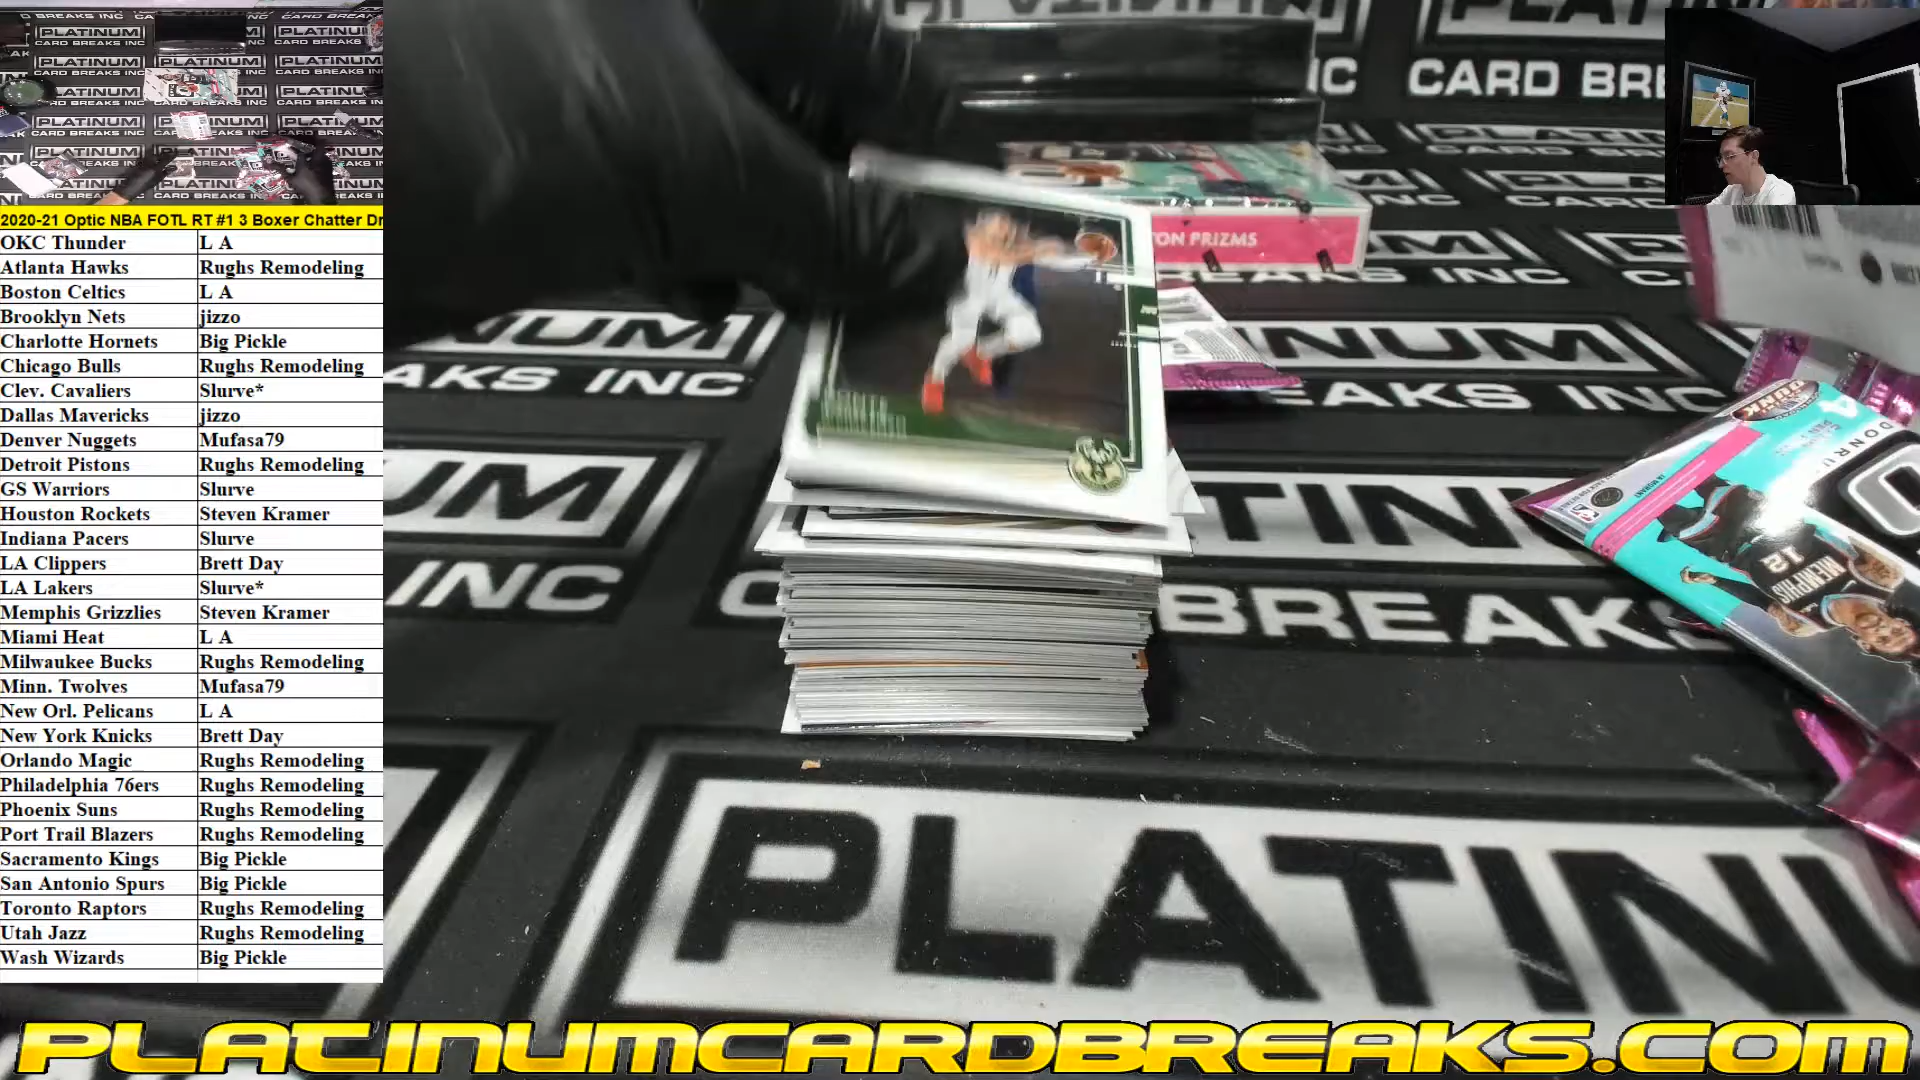 2020-21 Optic NBA FOTL RT #1 3 Boxer Chatter Dr
OKC Thunder L A
Atlanta Hawks Rughs Remodeling
Boston Celtics L A
Brooklyn Nets jizzo
Charlotte Hornets Big Pickle
Chicago Bulls Rughs Remodeling
Clev. Cavaliers Slurve*
Dallas Mavericks jizzo
Denver Nuggets Mufasa79
Detroit Pistons Rughs Remodeling
GS Warriors Slurve
Houston Rockets Steven Kramer
Indiana Pacers Slurve
LA Clippers Brett Day
LA Lakers Slurve*
Memphis Grizzlies Steven Kramer
Miami Heat L A
Milwaukee Bucks Rughs Remodeling
Minn. Twolves Mufasa79
New Orl. Pelicans L A
New York Knicks Brett Day
Orlando Magic Rughs Remodeling
Philadelphia 76ers Rughs Remodeling
Phoenix Suns Rughs Remodeling
Port Trail Blazers Rughs Remodeling
Sacramento Kings Big Pickle
San Antonio Spurs Big Pickle
Toronto Raptors Rughs Remodeling
Utah Jazz Rughs Remodeling
Wash Wizards Big Pickle
CARD BRE
ON PRIZMS
MEMPHIS
12
BREAKS
PLATINU
PLATINUMCARDBREAKS.COM